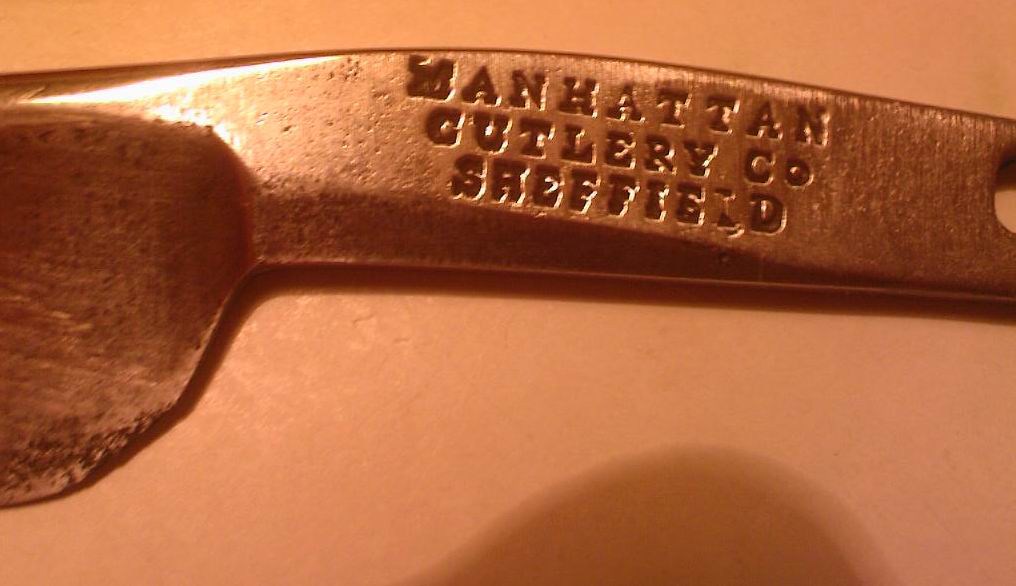 MANHATTAN
CUTLERY Co
SHEFFIELD